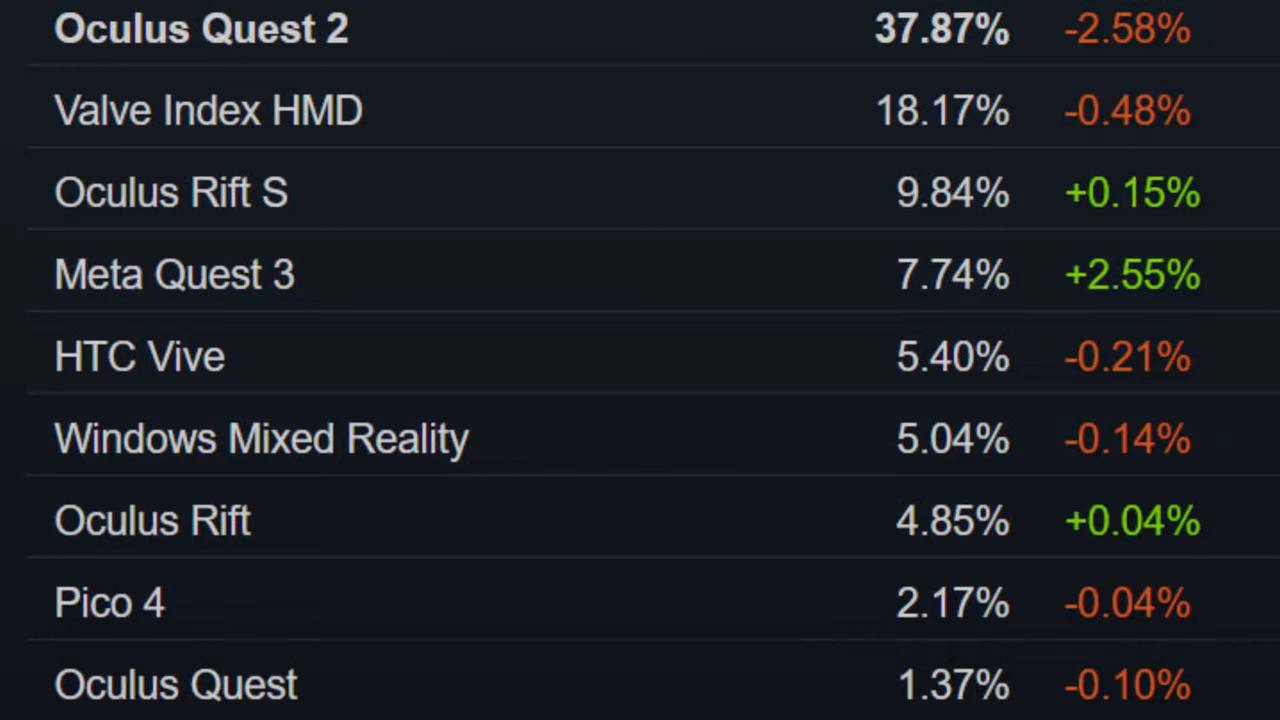 Oculus Quest 2 37.87% -2.58%
Valve Index HMD 18.17% -0.48%
Oculus Rift S 9.84% +0.15%
Meta Quest 3 7.74% +2.55%
HTC Vive 5.40% -0.21%
Windows Mixed Reality 5.04% -0.14%
Oculus Rift 4.85% +0.04%
Pico 4 2.17% -0.04%
Oculus Quest 1.37% -0.10%